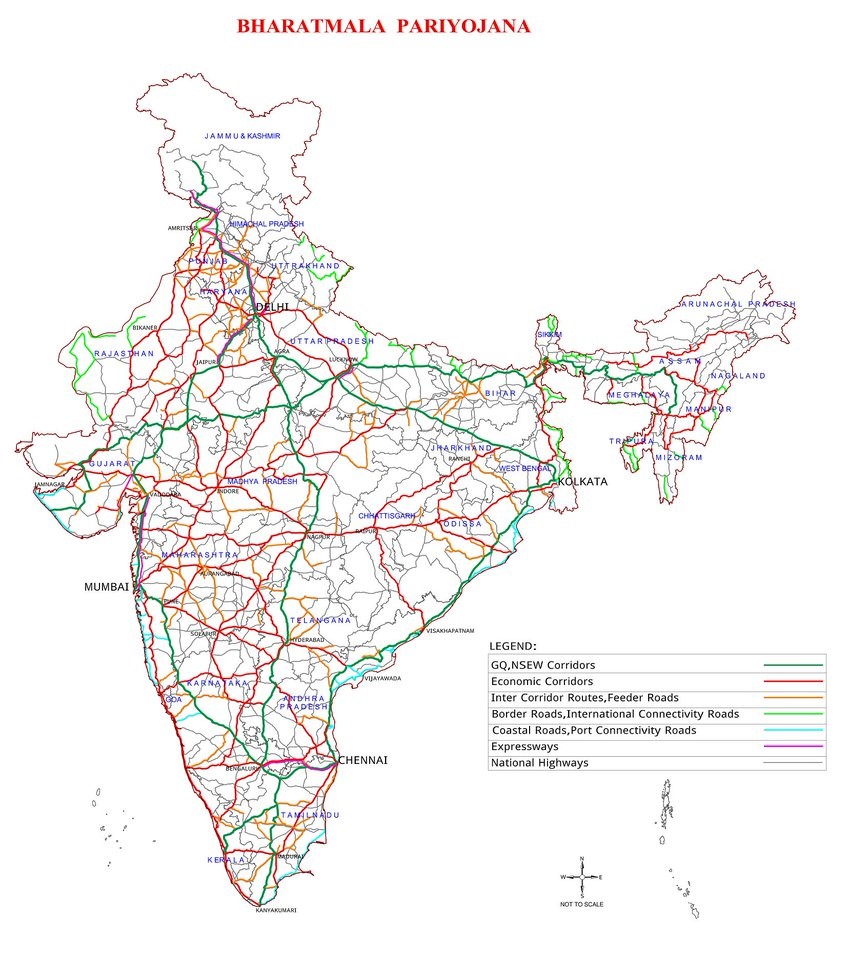 BHARATMALA PARIYOJANA
JAMMU & KASHMIR
AMRITSAR
HIMACHAL PRADESH
PUNJAB
UTTRAKHAND
HARYANA
DELHI
ARUNACHAL PRADESH
BIKANER
SIKKIM
RAJASTHAN
UTTAR PRADESH
JAIPUR
AGRA
LUCKNOW
ASSAM
NAGALAND
BIHAR
MEGHALAYA
MANIPUR
TRIPURA
MIZORAM
JHARKHAND
RANCHI
GUJARAT
WEST BENGAL
JAMNAGAR
MADHYA PRADESH
KOLKATA
VADODARA
INDORE
CHHATTISGARH
ODISSA
RAIPUR
NAGPUR
MAHARASHTRA
AURANGABAD
MUMBAI
PUNE
TELANGANA
SOLAPUR
HYDERABAD
VISAKHAPATNAM
VIJJAYAWADA
KARNATAKA
GOA
ANDHRA
PRADESH
BENGALURU
CHENNAI
TAMILNADU
KERALA
MADURAI
KANYAKUMARI
LEGEND:
GQ,NSEW Corridors
Economic Corridors
Inter Corridor Routes,Feeder Roads
Border Roads,International Connectivity Roads
Coastal Roads,Port Connectivity Roads
Expressways
National Highways
N
W E
S
NOT TO SCALE